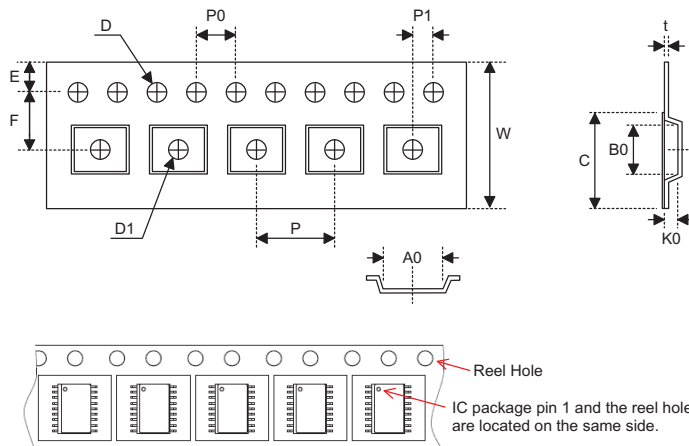 D
P0
P1
t
E
F
W
C
B0
D1
P
K0
A0
Reel Hole
IC package pin 1 and the reel hole
are located on the same side.